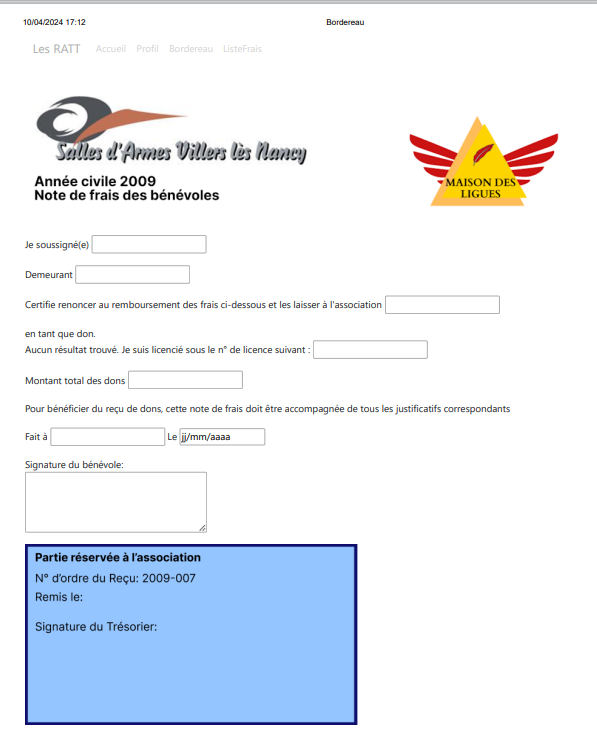 10/04/2024 17:12 Bordereau
Les RATT Accueil Profil Bordereau ListeFrais
Salles d'Armes Villers lès Nancy
MAISON DES
LIGUES
Année civile 2009
Note de frais des bénévoles
Je soussigné(e)
Demeurant
Certifie renoncer au remboursement des frais ci-dessous et les laisser à l'association
en tant que don.
Aucun résultat trouvé. Je suis licencié sous le n° de licence suivant :
Montant total des dons
Pour bénéficier du reçu de dons, cette note de frais doit être accompagnée de tous les justificatifs correspondants
Fait à Le jj/mm/aaaa
Signature du bénévole:
Partie réservée à l'association
N° d'ordre du Reçu: 2009-007
Remis le:
Signature du Trésorier: